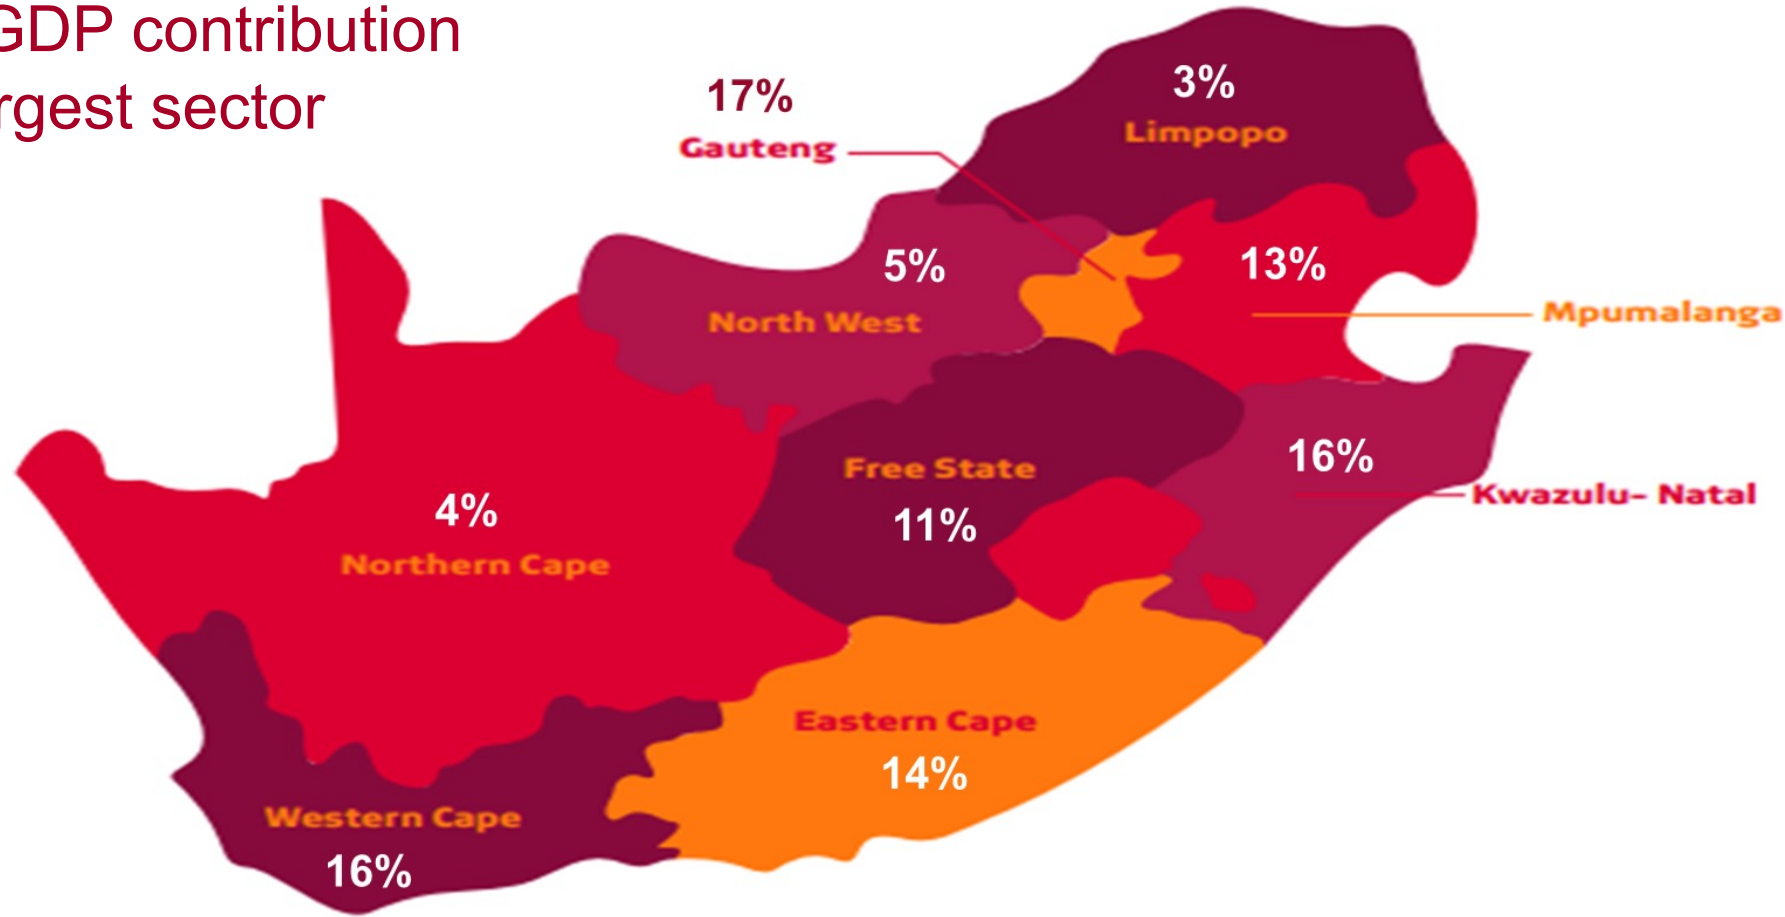 GDP contribution
rgest sector
17%
Gauteng
3%
Limpopo
5%
North West
13%
Mpumalanga
Free State
11%
16%
Kwazulu- Natal
4%
Northern Cape
Eastern Cape
14%
Western Cape
16%